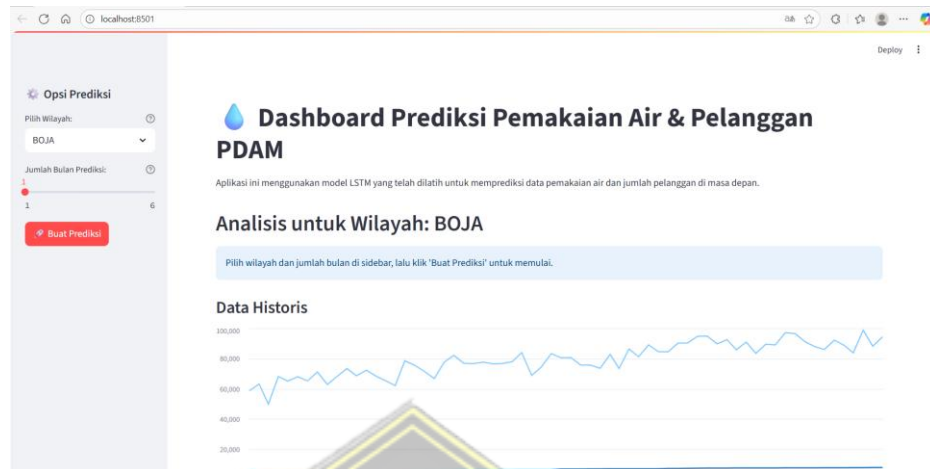 localhost:8501
Deploy
Opsi Prediksi
Pilih Wilayah:
BOJA
Jumlah Bulan Prediksi:
1
1 6
Buat Prediksi
Dashboard Prediksi Pemakaian Air & Pelanggan
PDAM
Aplikasi ini menggunakan model LSTM yang telah dilatih untuk memprediksi data pemakaian air dan jumlah pelanggan di masa depan.
Analisis untuk Wilayah: BOJA
Pilih wilayah dan jumlah bulan di sidebar, lalu klik 'Buat Prediksi' untuk memulai.
Data Historis
100,000
80,000
60,000
40,000
20,000